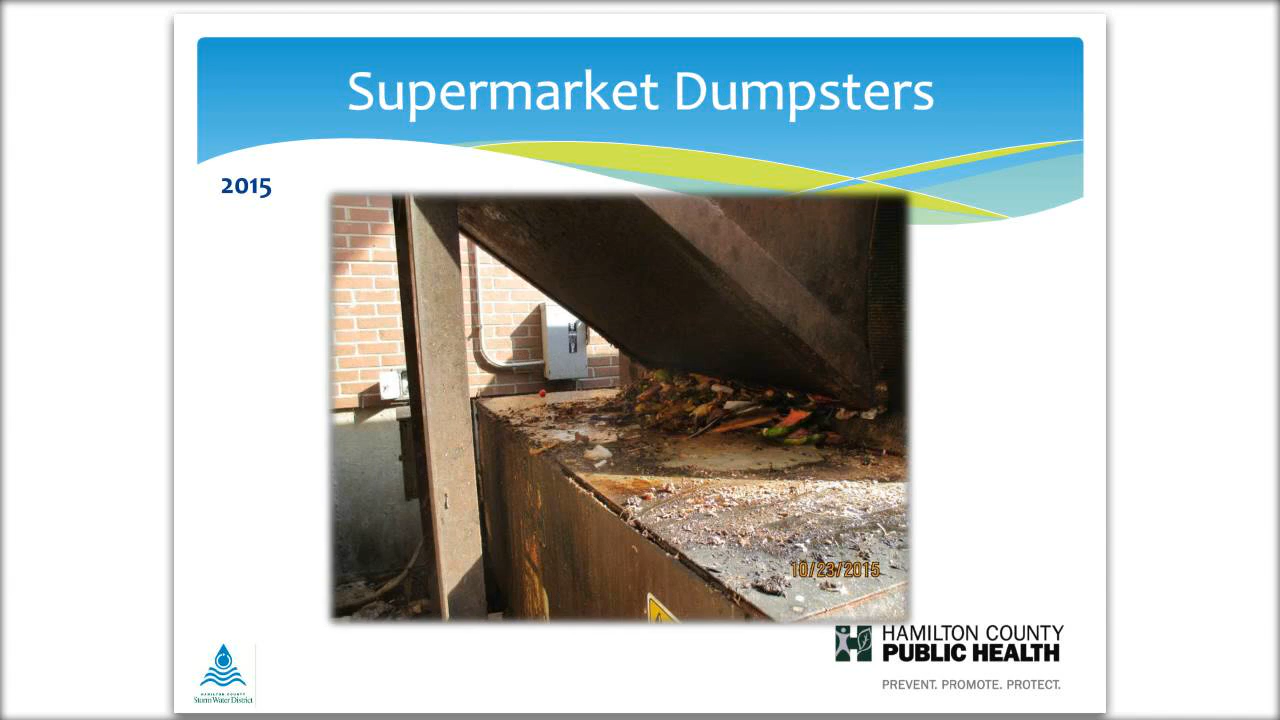 Supermarket Dumpsters
2015
10/23/2015
HAMILTON COUNTY
PUBLIC HEALTH
PREVENT. PROMOTE. PROTECT.
HAMILTON COUNTY
Storm Water District